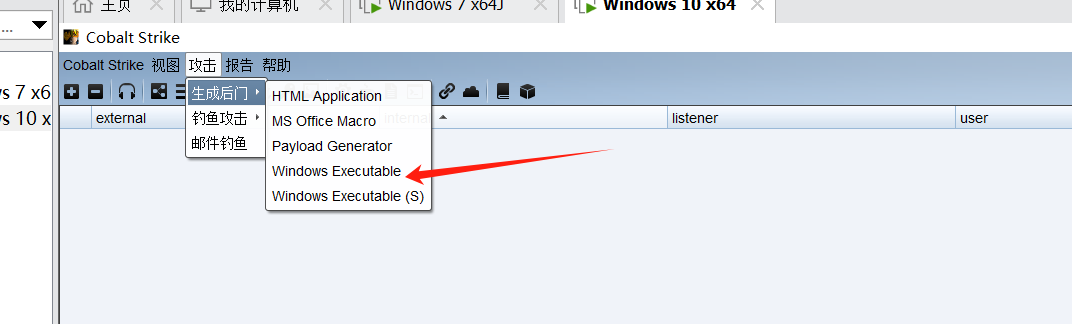 主页 我的计算机 Windows 7 x64J Windows 10 x64
...
Cobalt Strike
Cobalt Strike 视图 攻击 报告 帮助
s 7 x6
s 10 x
生成后门
钓鱼攻击
邮件钓鱼
HTML Application
MS Office Macro
Payload Generator
Windows Executable
Windows Executable (S)
external internal listener user